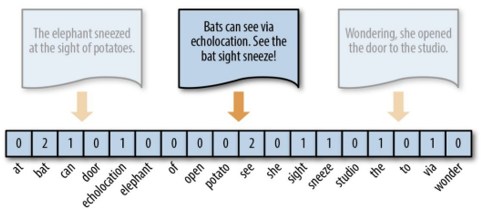 The elephant sneezed
at the sight of potatoes.
Bats can see via
echolocation. See the
bat sight sneeze!
Wondering, she opened
the door to the studio.
0 2 1 0 1 0 0 0 0 2 0 1 1 0 1 0 1 0
at bat can door echolocation elephant of open potato see she sight sneeze studio the to via wonder